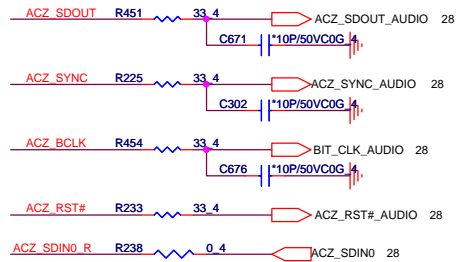 ACZ_SDOUT R451 33_4 ACZ_SDOUT_AUDIO 28
C671 *10P/50VC0G_4
ACZ_SYNC R225 33_4 ACZ_SYNC_AUDIO 28
C302 *10P/50VC0G_4
ACZ_BCLK R454 33_4 BIT_CLK_AUDIO 28
C676 *10P/50VC0G_4
ACZ_RST# R233 33_4 ACZ_RST#_AUDIO 28
ACZ_SDIN0_R R238 0_4 ACZ_SDIN0 28